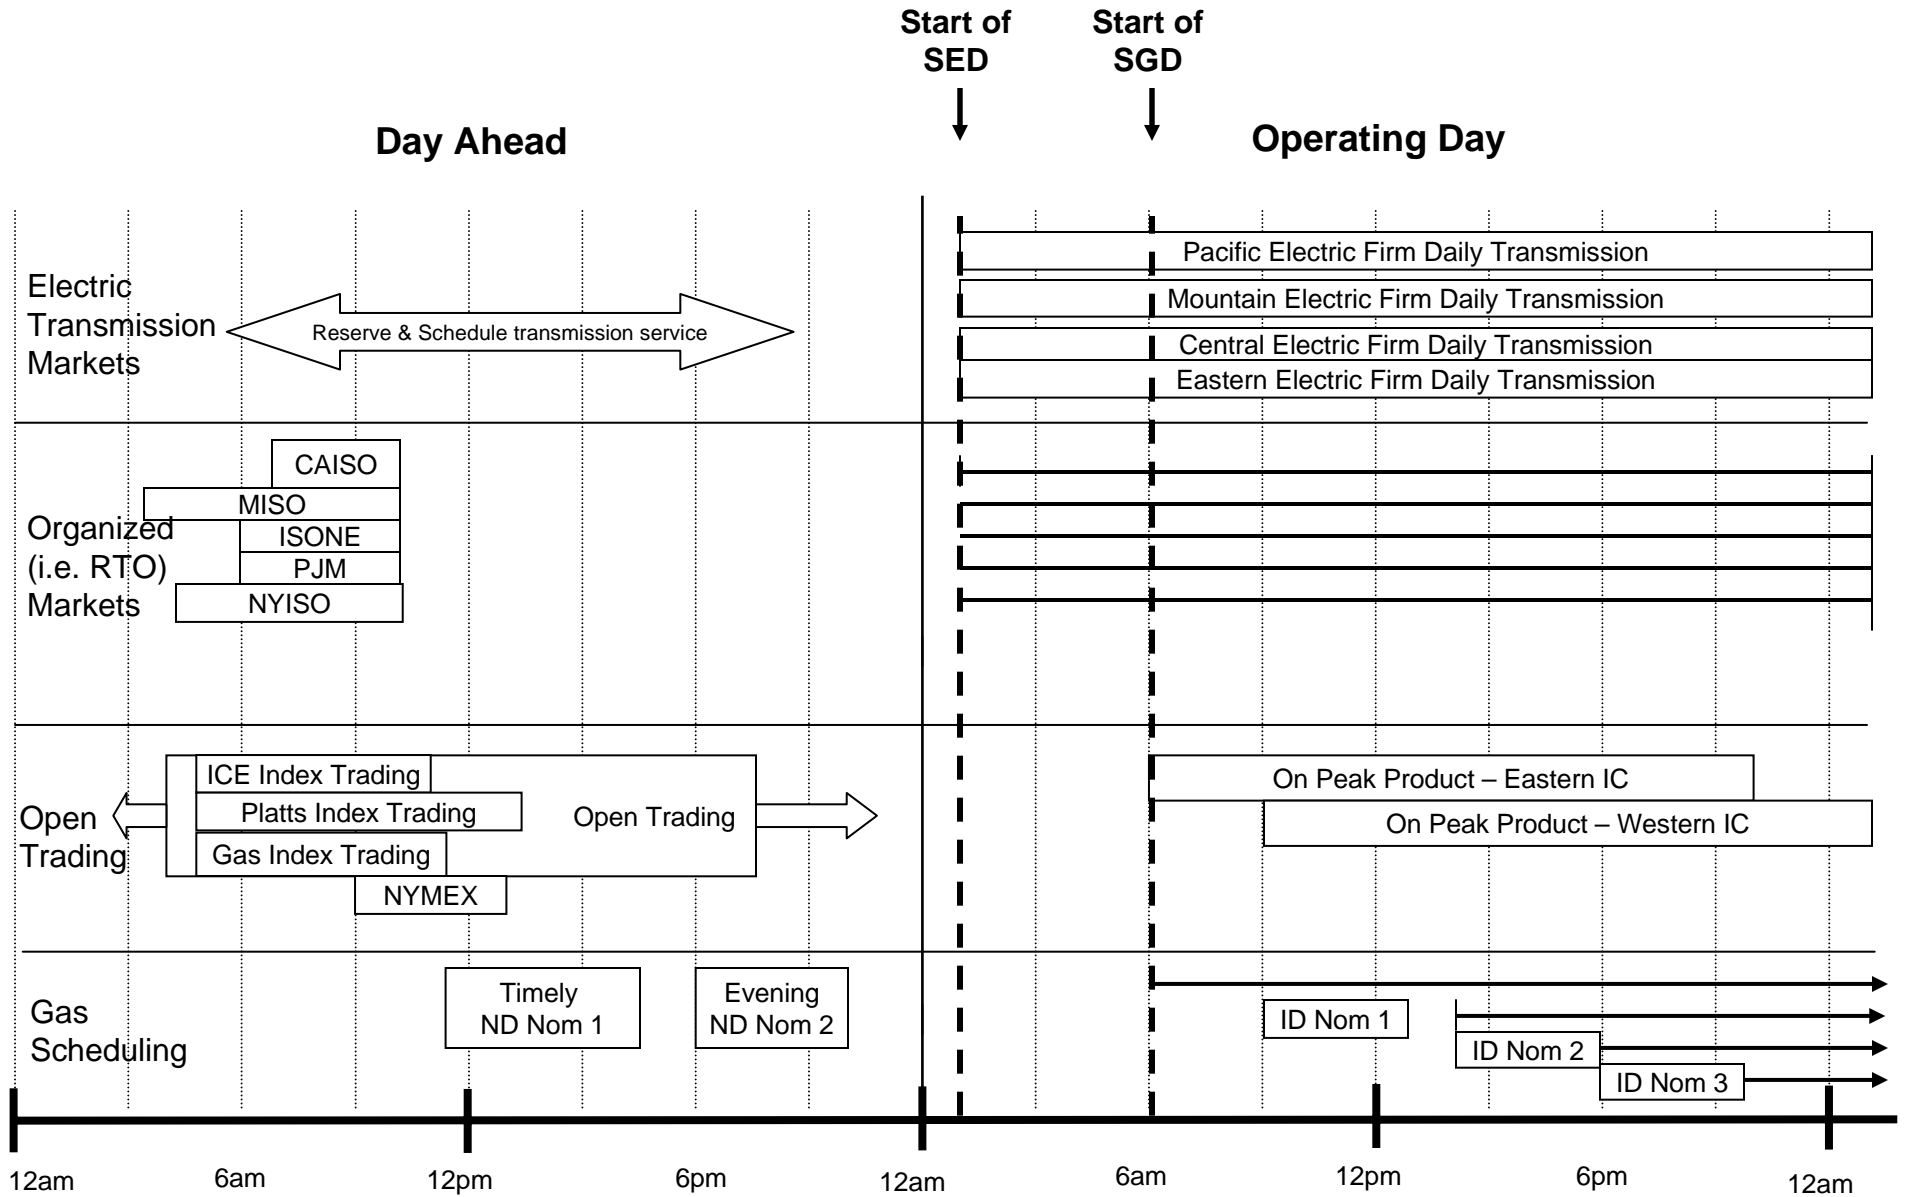 Start of
SED
Start of
SGD
Day Ahead
Operating Day
Electric
Transmission
Markets
Reserve & Schedule transmission service
Pacific Electric Firm Daily Transmission
Mountain Electric Firm Daily Transmission
Central Electric Firm Daily Transmission
Eastern Electric Firm Daily Transmission
Organized
(i.e. RTO)
Markets
CAISO
MISO
ISONE
PJM
NYISO
Open
Trading
ICE Index Trading
Platts Index Trading
Gas Index Trading
Open Trading
NYMEX
On Peak Product – Eastern IC
On Peak Product – Western IC
Gas
Scheduling
Timely
ND Nom 1
Evening
ND Nom 2
ID Nom 1
ID Nom 2
ID Nom 3
12am
6am
12pm
6pm
12am
6am
12pm
6pm
12am